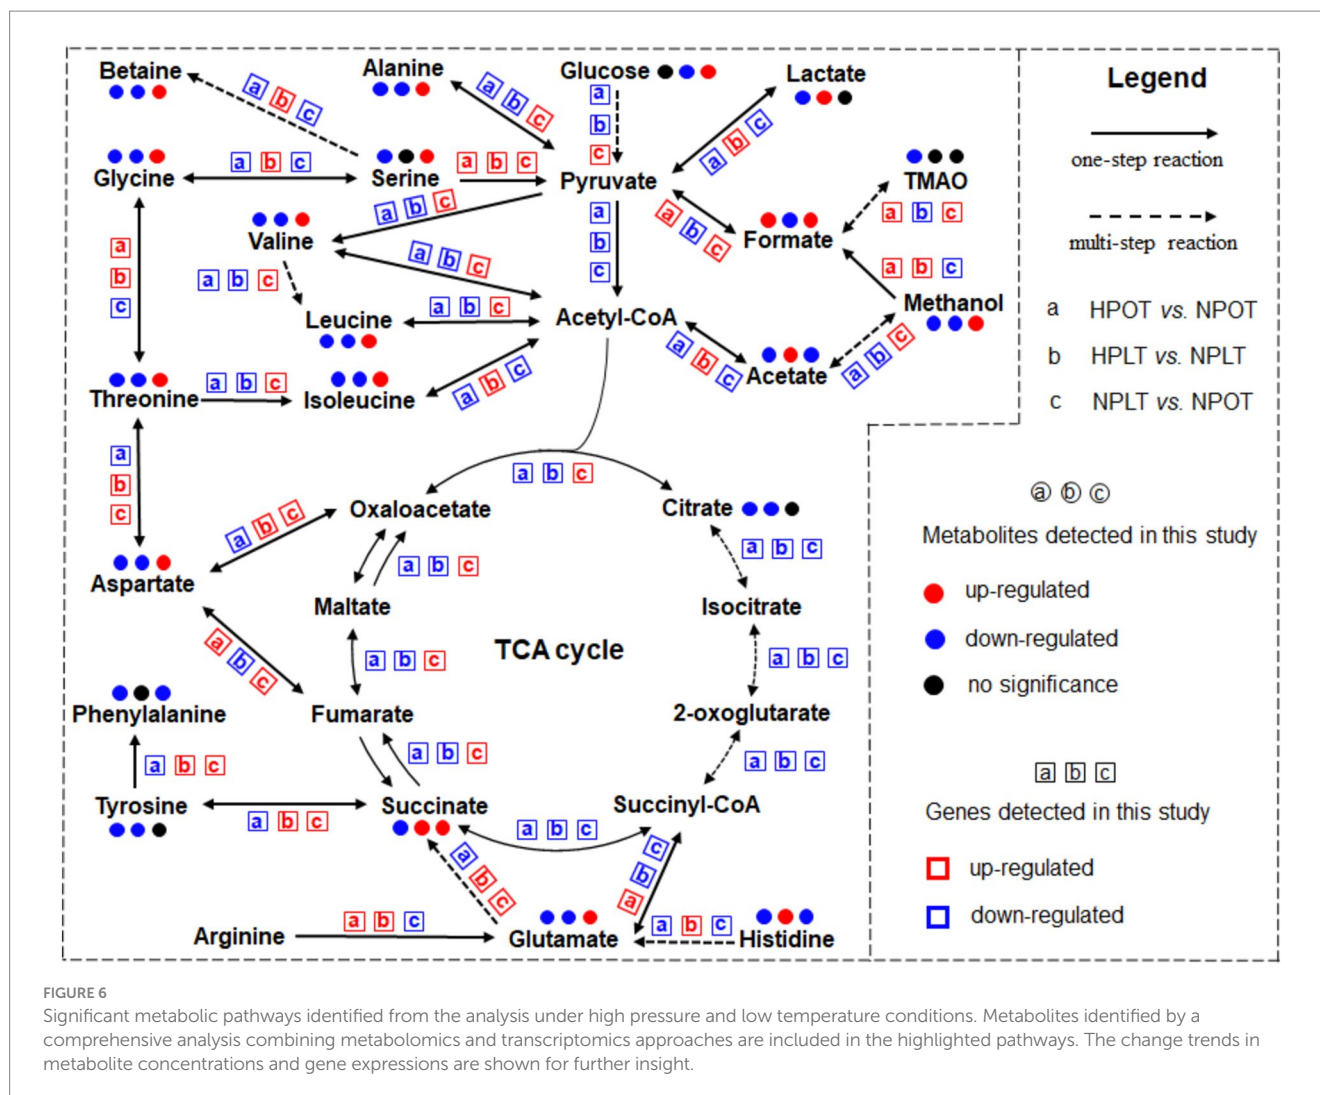 Betaine
a b c
Alanine
a b c
Glucose
a
b
c
Lactate
a b c
Glycine
a b c
Serine
a b c
Pyruvate
TMAO
a b c
a b c
Valine
a b c
a b c
a b c
a
b
c
a b c
Formate
a b c
Methanol
a
b
c
Leucine
a b c
Acetyl-CoA
a b c
Acetate
a b c
Threonine
a b c
Isoleucine
a b c
a
b
c
a b c
Oxaloacetate
Citrate
a b c
a b c
a b c
Aspartate
Maltate
Isocitrate
TCA cycle
a b c
a b c
a b c
Phenylalanine
Fumarate
2-oxoglutarate
a b c
a b c
a b c
Tyrosine
a b c
Succinate
a b c
Succinyl-CoA
a b c
c b a
Arginine
a b c
Glutamate
a b c
Histidine
Legend
one-step reaction
multi-step reaction
a HPOT vs. NPOT
b HPLT vs. NPLT
c NPLT vs. NPOT
a b c
Metabolites detected in this study
up-regulated
down-regulated
no significance
a b c
Genes detected in this study
up-regulated
down-regulated
FIGURE 6
Significant metabolic pathways identified from the analysis under high pressure and low temperature conditions. Metabolites identified by a
comprehensive analysis combining metabolomics and transcriptomics approaches are included in the highlighted pathways. The change trends in
metabolite concentrations and gene expressions are shown for further insight.